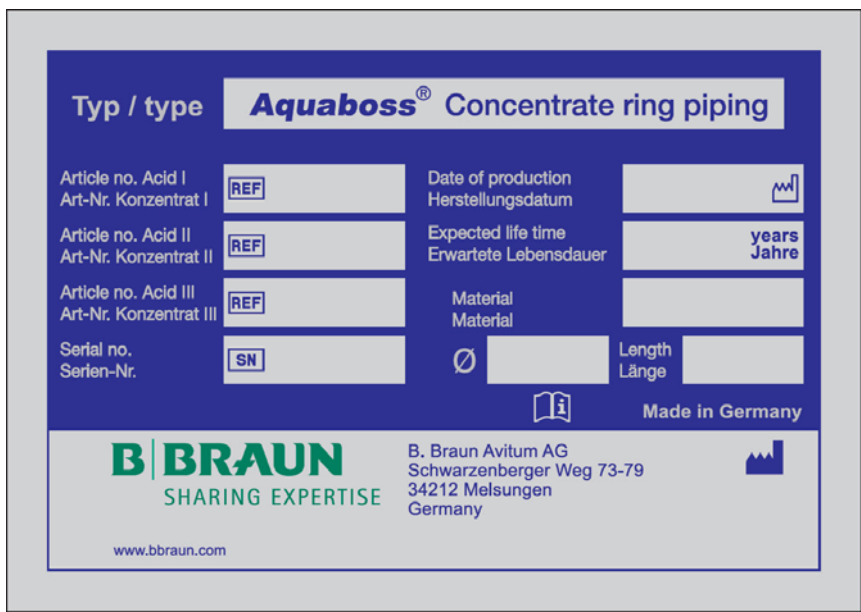 Typ / type Aquaboss® Concentrate ring piping
Article no. Acid I
Art-Nr. Konzentrat I
REF
Date of production
Herstellungsdatum
Article no. Acid II
Art-Nr. Konzentrat II
REF
Expected life time
Erwartete Lebensdauer
years
Jahre
Article no. Acid III
Art-Nr. Konzentrat III
REF
Material
Material
Serial no.
Serien-Nr.
SN
Ø
Length
Länge
i
Made in Germany
B BRAUN
SHARING EXPERTISE
B. Braun Avitum AG
Schwarzenberger Weg 73-79
34212 Melsungen
Germany
www.bbraun.com